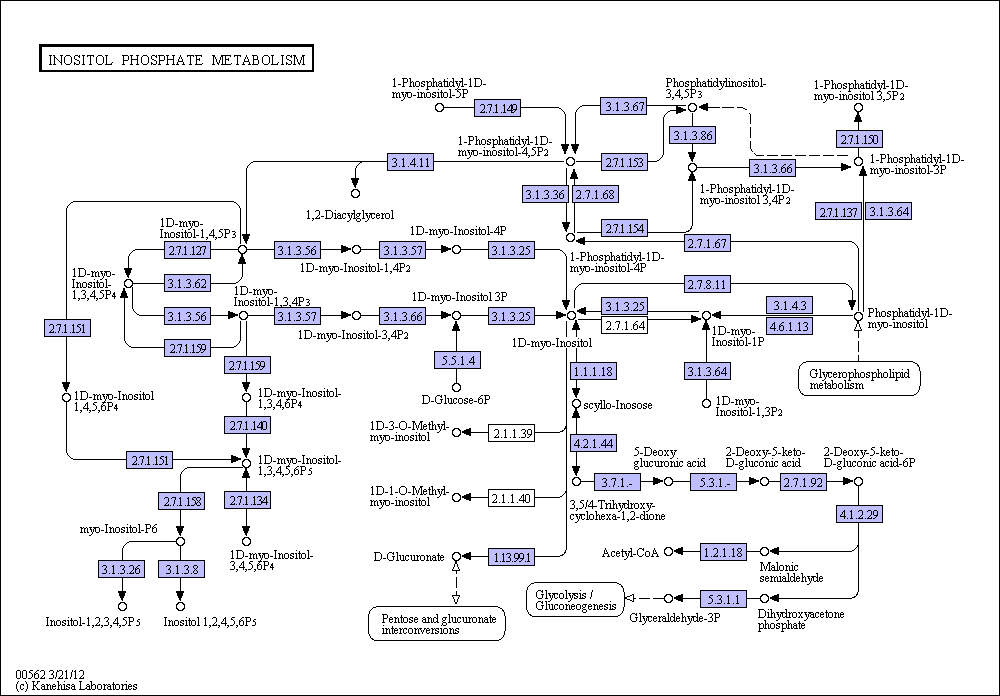 INOSITOL PHOSPHATE METABOLISM
1-Phosphatidyl-1D-
myo-inositol-5P
2.7.1.149
3.1.3.67
Phosphatidylinositol-
3,4,5P3
1-Phosphatidyl-1D-
myo-inositol 3,5P2
3.1.3.86
2.7.1.150
1-Phosphatidyl-1D-
myo-inositol-4,5P2
3.1.4.11
2.7.1.153
3.1.3.66
1-Phosphatidyl-1D-
myo-inositol-3P
1,2-Diacylglycerol
3.1.3.36
2.7.1.68
1-Phosphatidyl-1D-
myo-inositol 3,4P2
2.7.1.137
3.1.3.64
2.7.1.154
2.7.1.67
1D-myo-
Inositol-1,4,5P3
1D-myo-Inositol-4P
2.7.1.127
3.1.3.56
3.1.3.57
3.1.3.25
1D-myo-Inositol-1,4P2
1-Phosphatidyl-1D-
myo-inositol-4P
1D-myo-
Inositol-
1,3,4,5P4
3.1.3.62
2.7.8.11
1D-myo-
Inositol-1,3,4P3
1D-myo-Inositol 3P
3.1.3.56
3.1.3.57
3.1.3.66
3.1.3.25
3.1.3.25
2.7.1.64
3.1.4.3
4.6.1.13
Phosphatidyl-1D-
myo-inositol
2.7.1.151
2.7.1.159
1D-myo-Inositol-3,4P2
1D-myo-Inositol
1D-myo-
Inositol-1P
2.7.1.159
5.5.1.4
1.1.1.18
3.1.3.64
Glycerophospholipid
metabolism
1D-myo-Inositol
1,4,5,6P4
1D-myo-Inositol-
1,3,4,6P4
D-Glucose-6P
scyllo-Inosose
1D-myo-
Inositol-1,3P2
2.7.1.140
1D-3-O-Methyl-
myo-inositol
2.1.1.39
4.2.1.44
2.7.1.151
1D-myo-Inositol-
1,3,4,5,6P5
5-Deoxy
glucuronic acid
2-Deoxy-5-keto-
D-gluconic acid
2-Deoxy-5-keto-
D-gluconic acid-6P
3.7.1.-
5.3.1.-
2.7.1.92
2.7.1.158
2.7.1.134
1D-1-O-Methyl-
myo-inositol
2.1.1.40
3,5/4-Trihydroxy-
cyclohexa-1,2-dione
4.1.2.29
myo-Inositol-P6
1D-myo-Inositol-
3,4,5,6P4
D-Glucuronate
1.13.99.1
Acetyl-CoA
1.2.1.18
Malonic
semialdehyde
3.1.3.26
3.1.3.8
Inositol-1,2,3,4,5P5
Inositol 1,2,4,5,6P5
Pentose and glucuronate
interconversions
Glycolysis /
Gluconeogenesis
Glyceraldehyde-3P
5.3.1.1
Dihydroxyacetone
phosphate
00562 3/21/12
(c) Kanehisa Laboratories